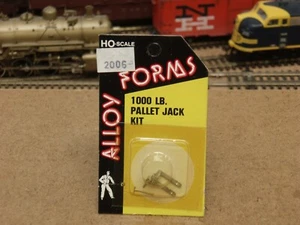 HO-SCALE
2006
ALLOY
FORMS
1000 LB.
PALLET JACK
KIT